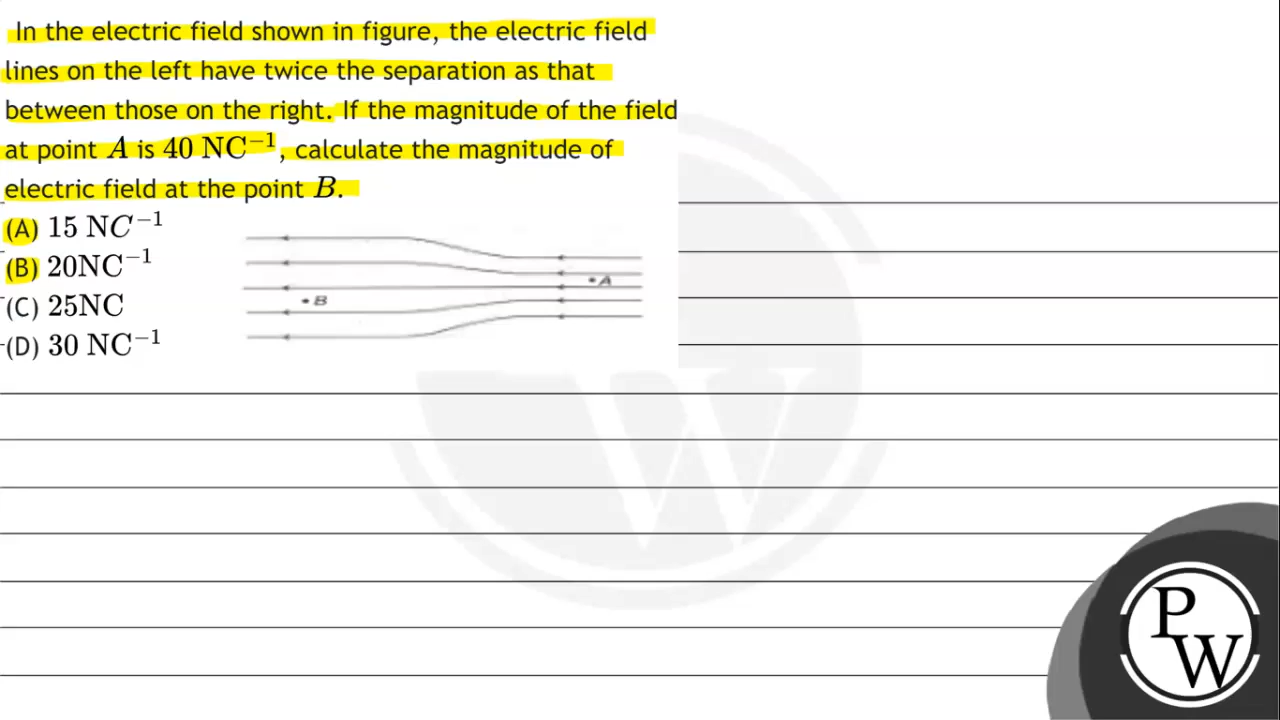 In the electric field shown in figure, the electric field
lines on the left have twice the separation as that
between those on the right. If the magnitude of the field
at point A is 40 NC⁻¹, calculate the magnitude of
electric field at the point B.
(A) 15 NC⁻¹
(B) 20NC⁻¹
(C) 25NC
(D) 30 NC⁻¹
A
B
W
P
W